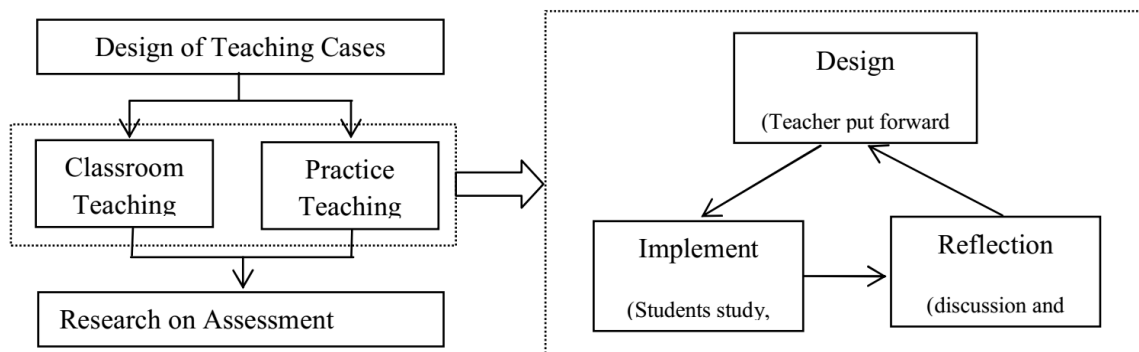 Design of Teaching Cases
Classroom
Teaching
Practice
Teaching
Research on Assessment
Design
(Teacher put forward
Implement
(Students study,
Reflection
(discussion and